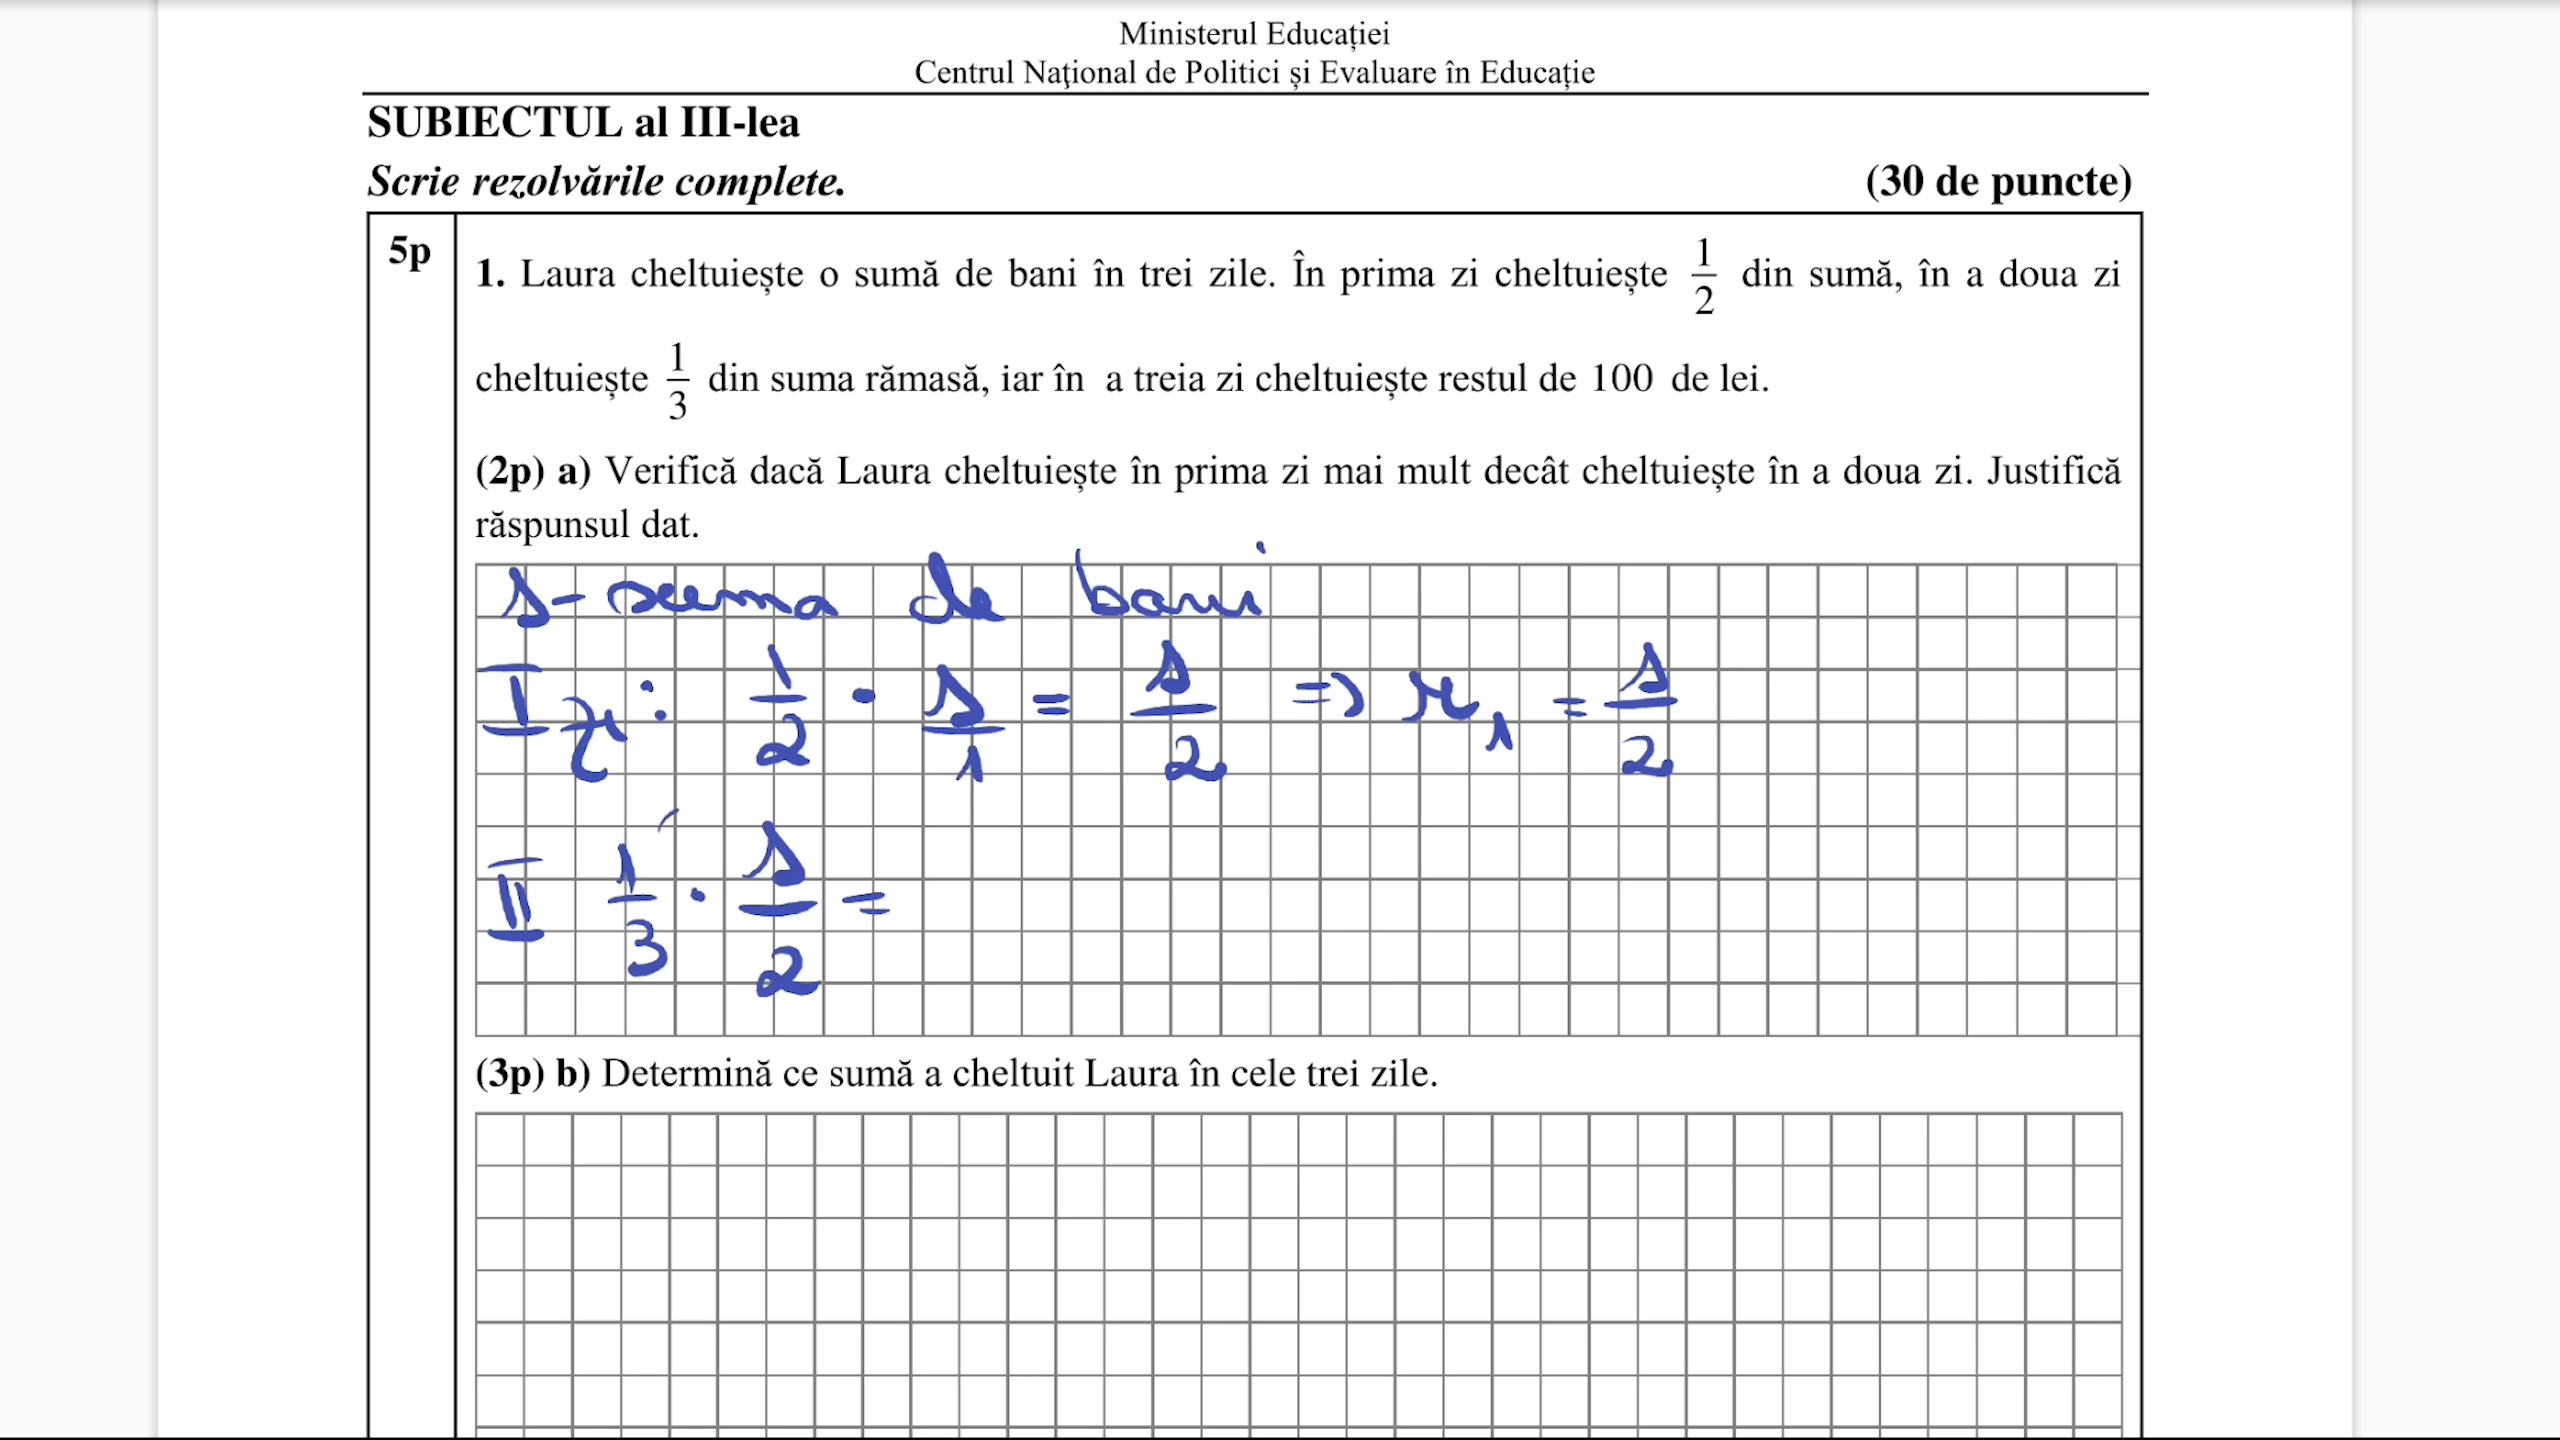 Ministerul Educației
Centrul Naţional de Politici și Evaluare în Educație
SUBIECTUL al III-lea
Scrie rezolvările complete. (30 de puncte)
5p
1. Laura cheltuiește o sumă de bani în trei zile. În prima zi cheltuiește 1/2 din sumă, în a doua zi
cheltuiește 1/3 din suma rămasă, iar în a treia zi cheltuiește restul de 100 de lei.
(2p) a) Verifică dacă Laura cheltuiește în prima zi mai mult decât cheltuiește în a doua zi. Justifică
răspunsul dat.
s- suma de bani
I zi: 1/2 · s/1 = s/2 => r₁ = s/2
II 1/3 · s/2 =
(3p) b) Determină ce sumă a cheltuit Laura în cele trei zile.